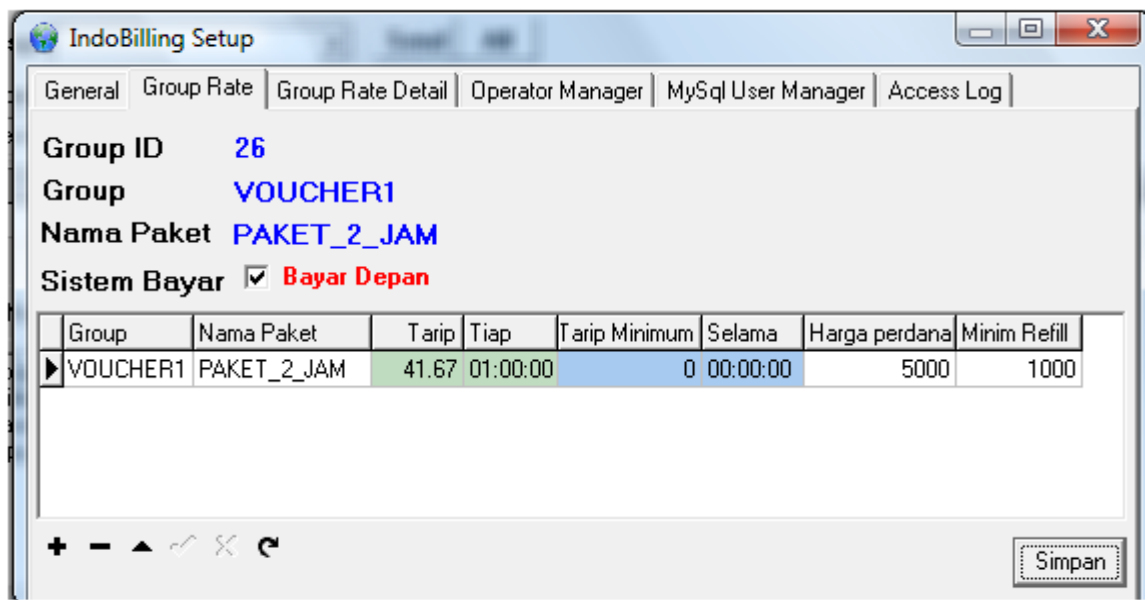 IndoBilling Setup
General Group Rate Group Rate Detail Operator Manager MySql User Manager Access Log
Group ID 26
Group VOUCHER1
Nama Paket PAKET_2_JAM
Sistem Bayar Bayar Depan
Group Nama Paket Tarip Tiap Tarip Minimum Selama Harga perdana Minim Refill
VOUCHER1 PAKET_2_JAM 41.67 01:00:00 0 00:00:00 5000 1000
Simpan